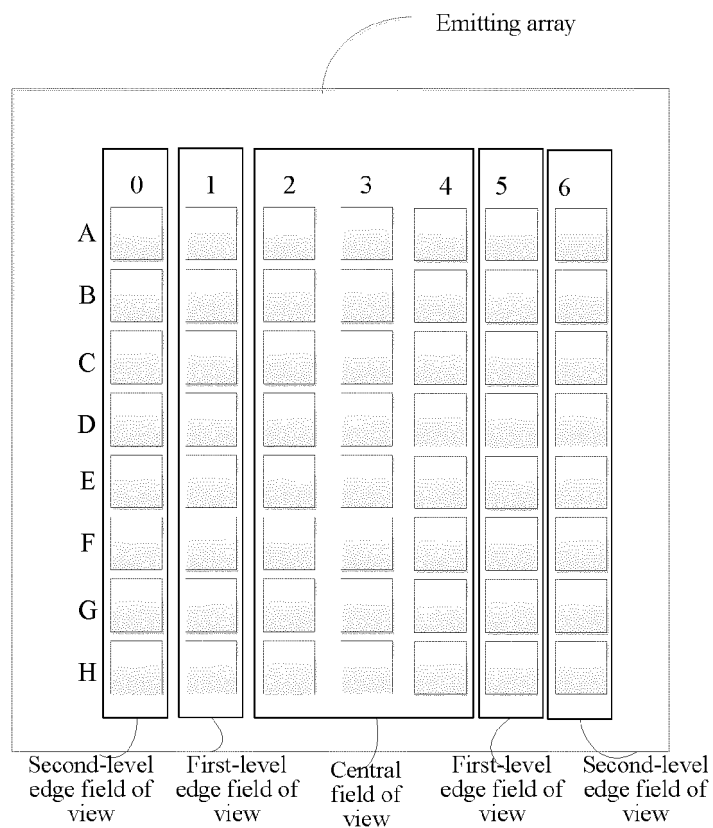 Emitting array
0 1 2 3 4 5 6
A
B
C
D
E
F
G
H
Second-level edge field of view
First-level edge field of view
Central field of view
First-level edge field of view
Second-level edge field of view